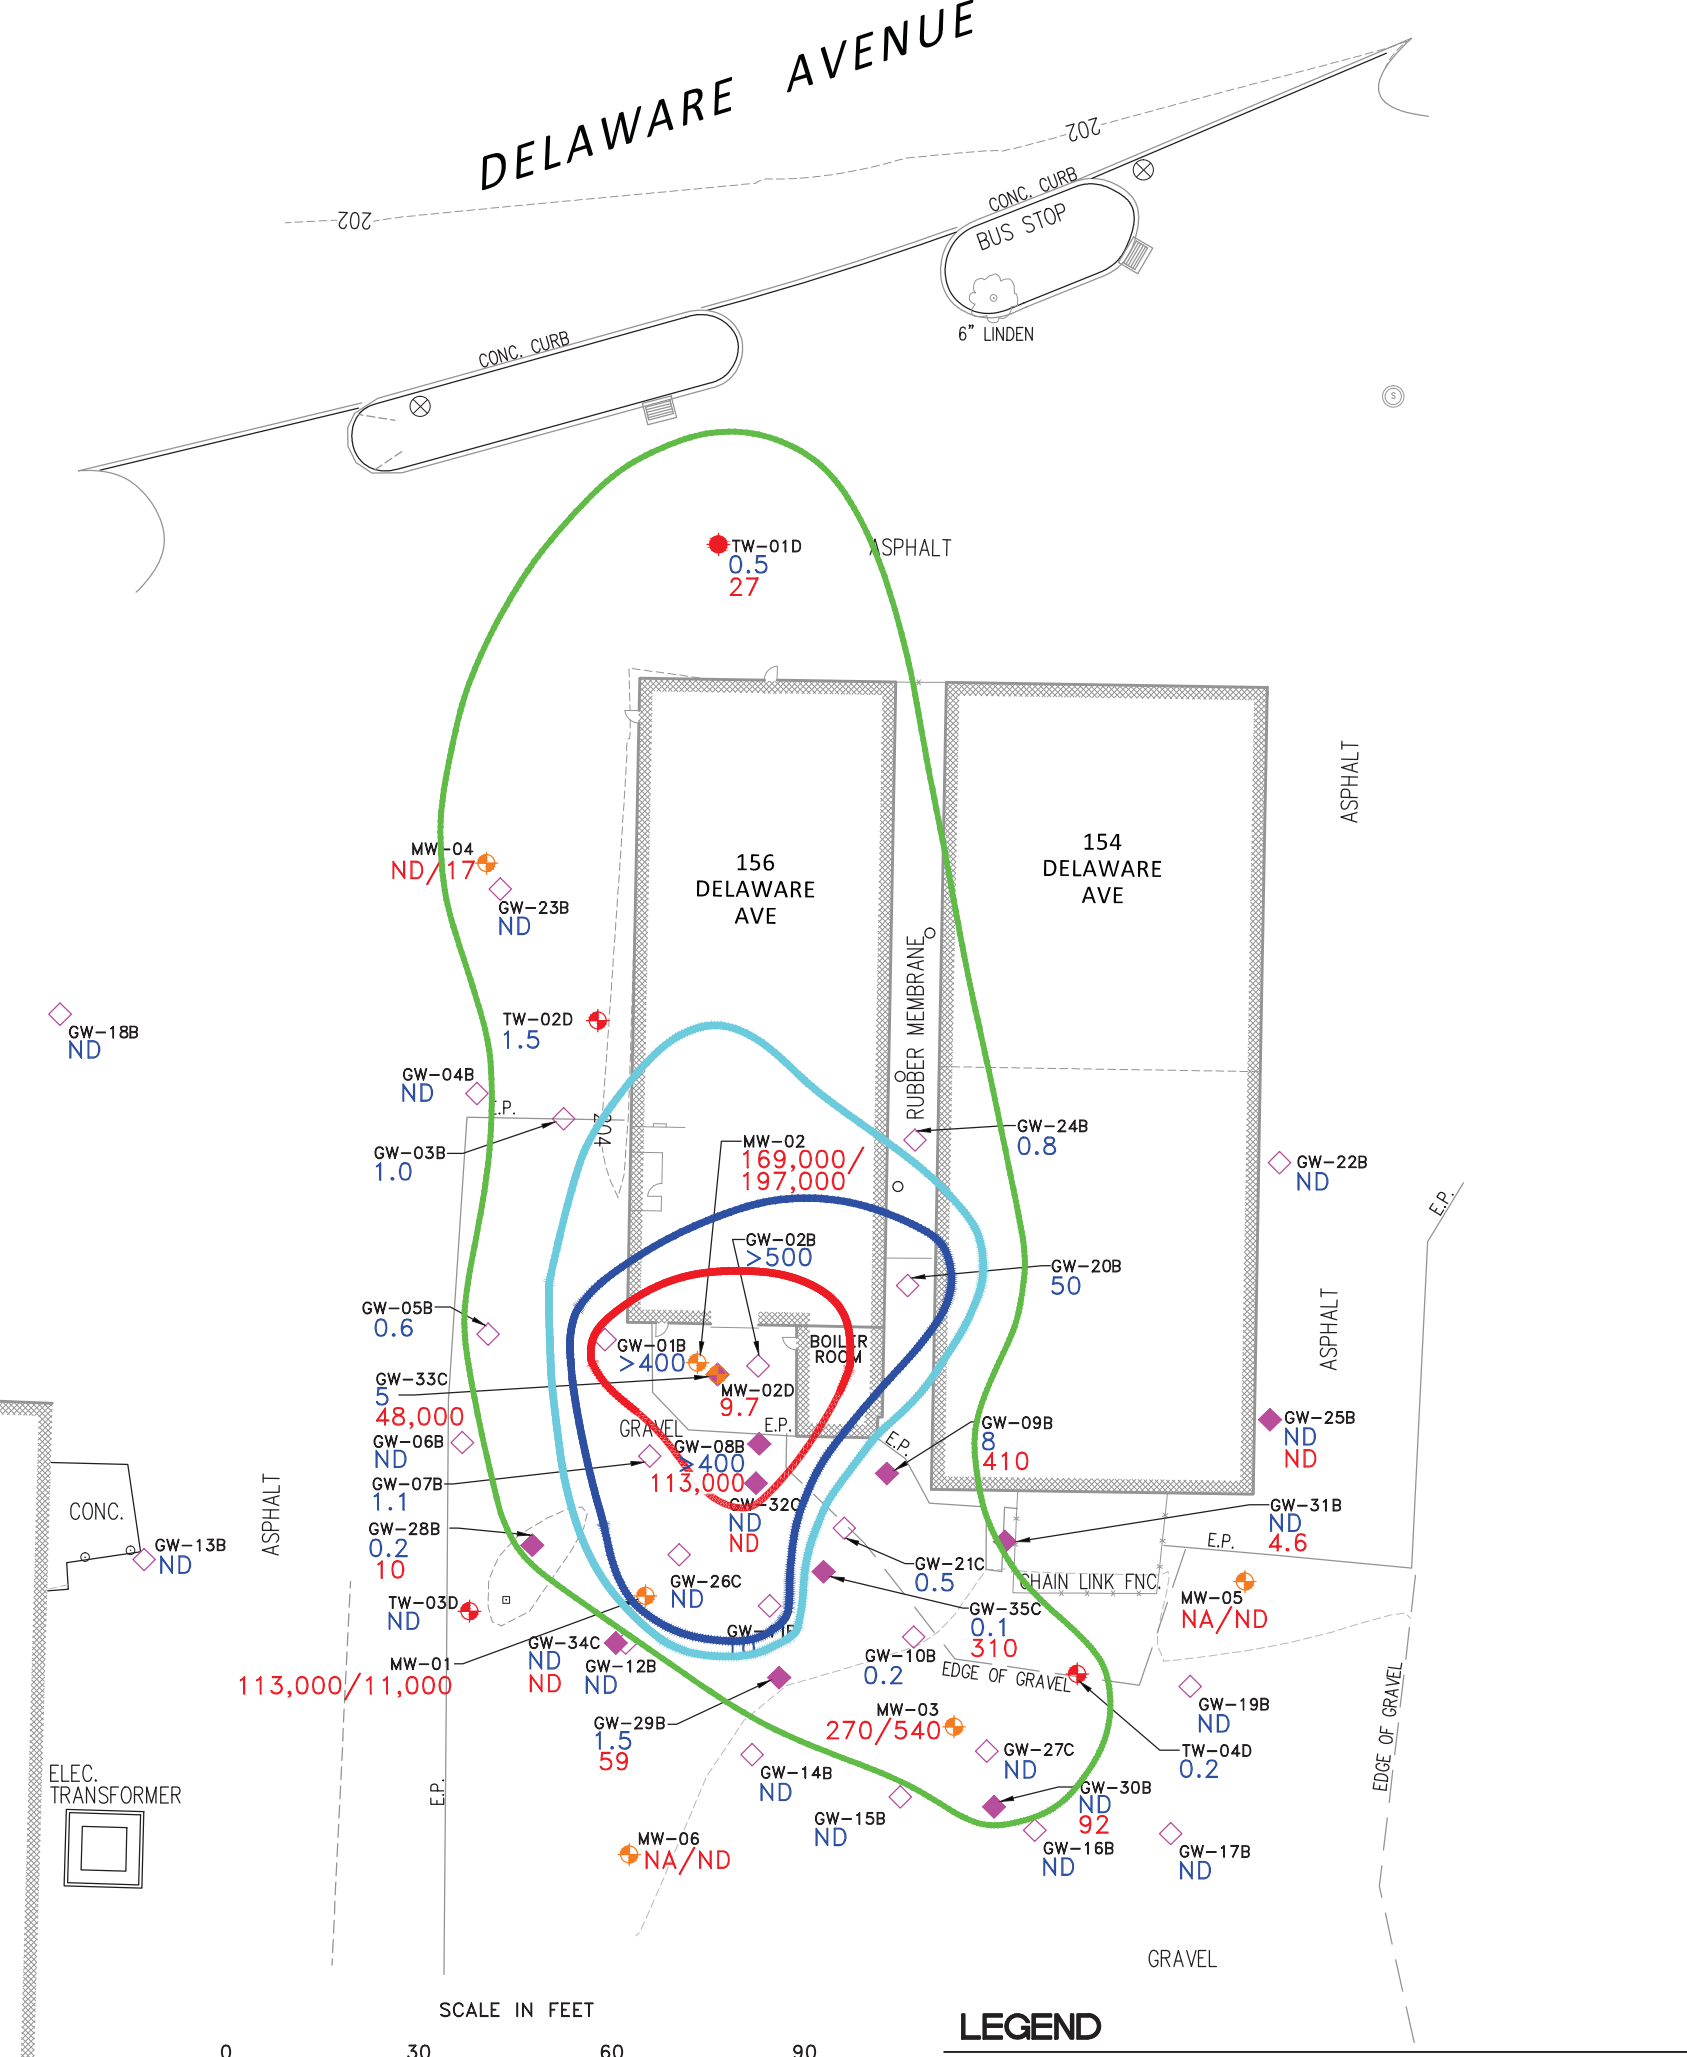 DELAWARE AVENUE
202
202
CONC. CURB
BUS STOP
6" LINDEN
CONC. CURB
S
TW-01D
0.5
27
ASPHALT
ASPHALT
156
DELAWARE
AVE
154
DELAWARE
AVE
MW-04
ND/17
GW-23B
ND
RUBBER MEMBRANE
GW-18B
ND
TW-02D
1.5
GW-04B
ND
E.P.
204
GW-03B
1.0
MW-02
169,000/
197,000
GW-24B
0.8
GW-22B
ND
E.P.
GW-02B
>500
GW-20B
50
GW-05B
0.6
GW-01B
>400
BOILER
ROOM
ASPHALT
GW-33C
5
48,000
MW-02D
9.7
GRAVEL
E.P.
E.P.
GW-09B
8
410
GW-25B
ND
ND
GW-06B
ND
GW-08B
>400
113,000
GW-07B
1.1
GW-32C
ND
ND
CONC.
ASPHALT
GW-28B
0.2
10
GW-31B
ND
4.6
E.P.
GW-13B
ND
GW-21C
0.5
GW-26C
ND
CHAIN LINK FNC.
MW-05
NA/ND
TW-03D
ND
GW-35C
0.1
310
GW-34C
ND
ND
GW-12B
ND
MW-01
113,000/11,000
GW-10B
0.2
EDGE OF GRAVEL
EDGE OF GRAVEL
GW-19B
ND
MW-03
270/540
GW-29B
1.5
59
GW-27C
ND
TW-04D
0.2
GW-14B
ND
GW-30B
ND
92
ELEC.
TRANSFORMER
E.P.
GW-15B
ND
MW-06
NA/ND
GW-16B
ND
GW-17B
ND
GRAVEL
SCALE IN FEET
LEGEND
0 30 60 90